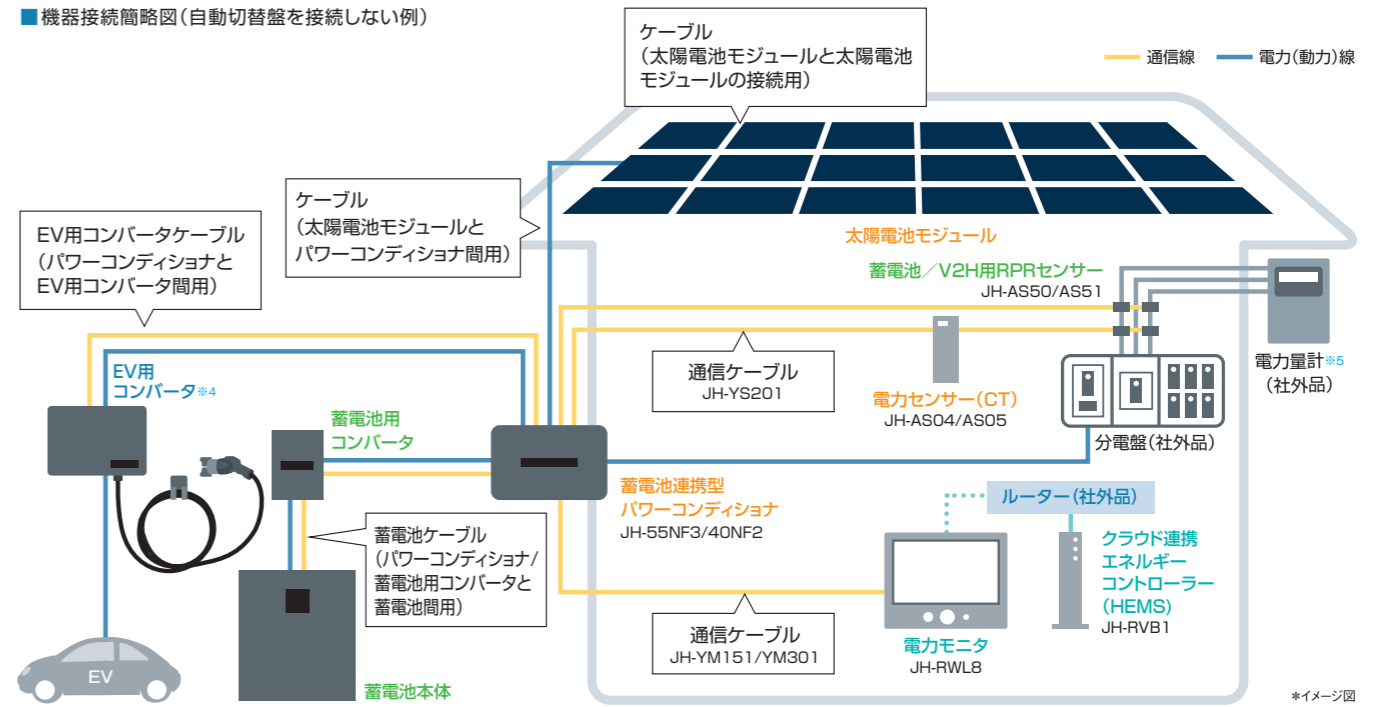 ■機器接続簡略図(自動切替盤を接続しない例)
ケーブル
(太陽電池モジュールと太陽電池
モジュールの接続用)
通信線
電力(動力)線
ケーブル
(太陽電池モジュールと
パワーコンディショナ間用)
EV用コンバータケーブル
(パワーコンディショナと
EV用コンバータ間用)
太陽電池モジュール
蓄電池/V2H用RPRセンサー
JH-AS50/AS51
通信ケーブル
JH-YS201
電力センサー(CT)
JH-AS04/AS05
電力量計※5
(社外品)
分電盤(社外品)
EV用
コンバータ※4
蓄電池用
コンバータ
蓄電池連携型
パワーコンディショナ
JH-55NF3/40NF2
ルーター(社外品)
蓄電池ケーブル
(パワーコンディショナ/
蓄電池用コンバータと
蓄電池間用)
クラウド連携
エネルギー
コントローラー
(HEMS)
JH-RVB1
通信ケーブル
JH-YM151/YM301
電力モニタ
JH-RWL8
EV
蓄電池本体
*イメージ図